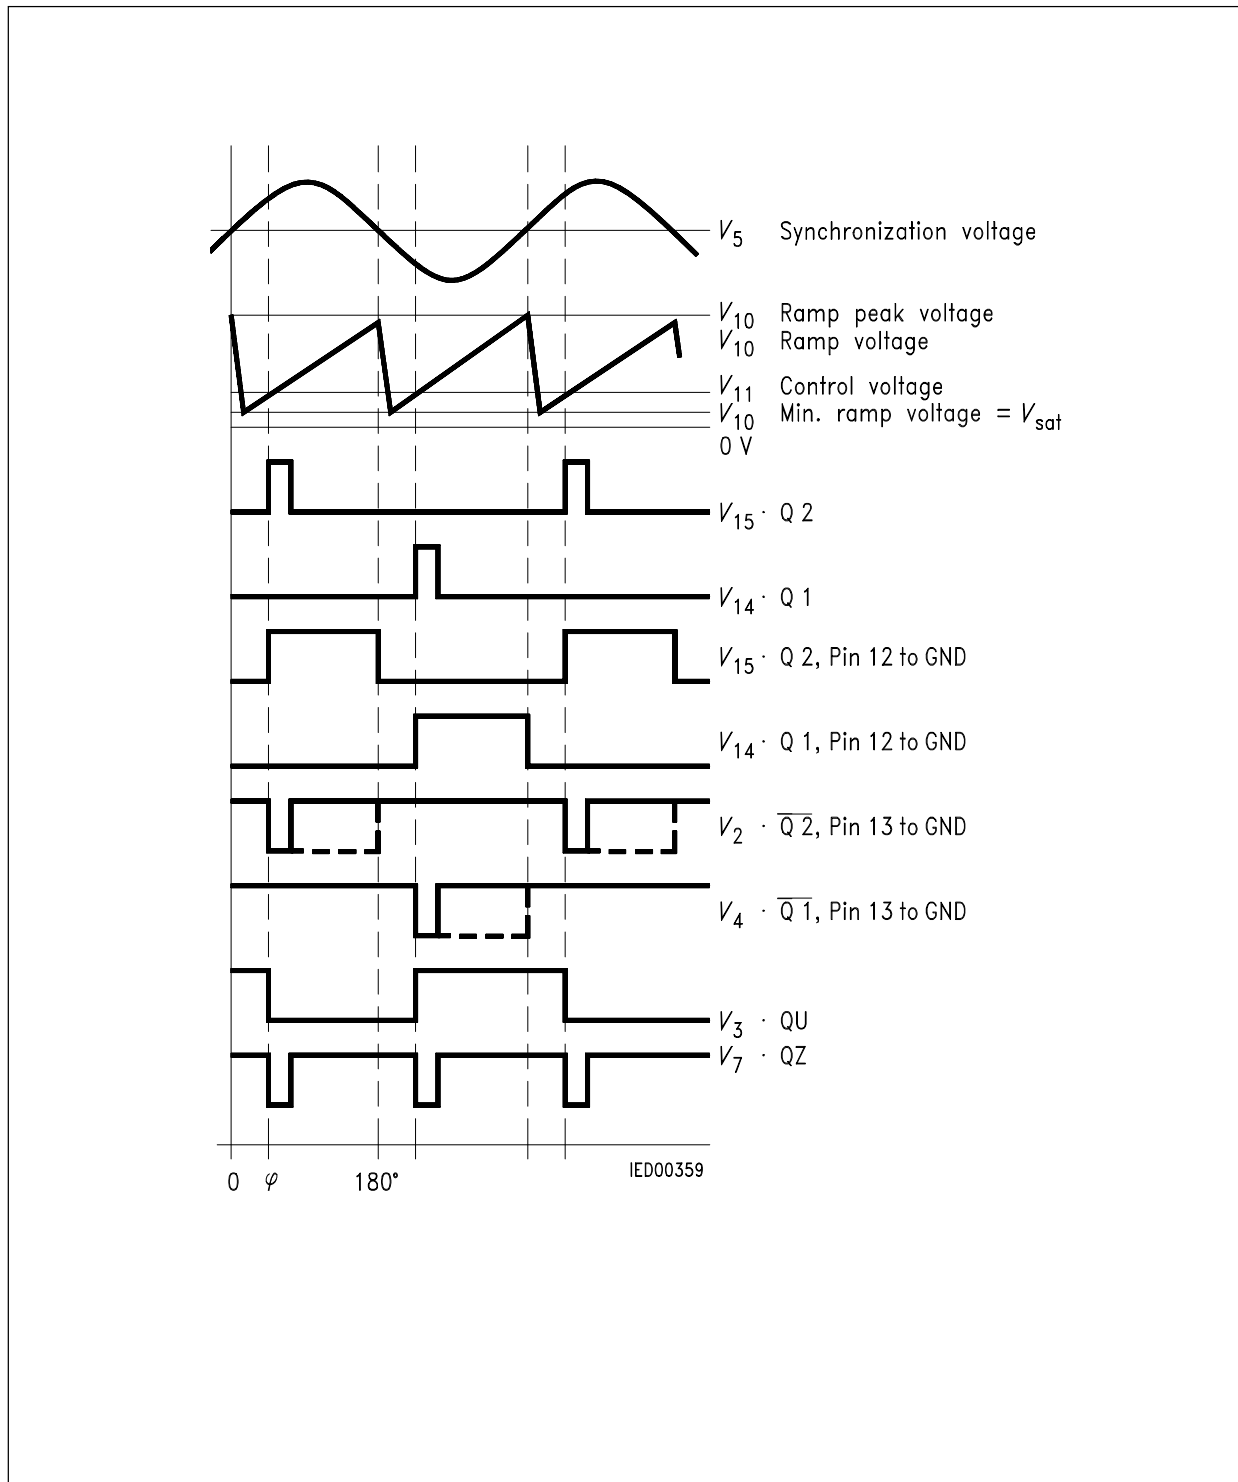 V5 Synchronization voltage
V10 Ramp peak voltage
V10 Ramp voltage
V11 Control voltage
V10 Min. ramp voltage = Vsat
0 V
V15 · Q 2
V14 · Q 1
V15 · Q 2, Pin 12 to GND
V14 · Q 1, Pin 12 to GND
V2 · Q̅ ̅2̅, Pin 13 to GND
V4 · Q̅ ̅1̅, Pin 13 to GND
V3 · QU
V7 · QZ
IED00359
0 φ 180°